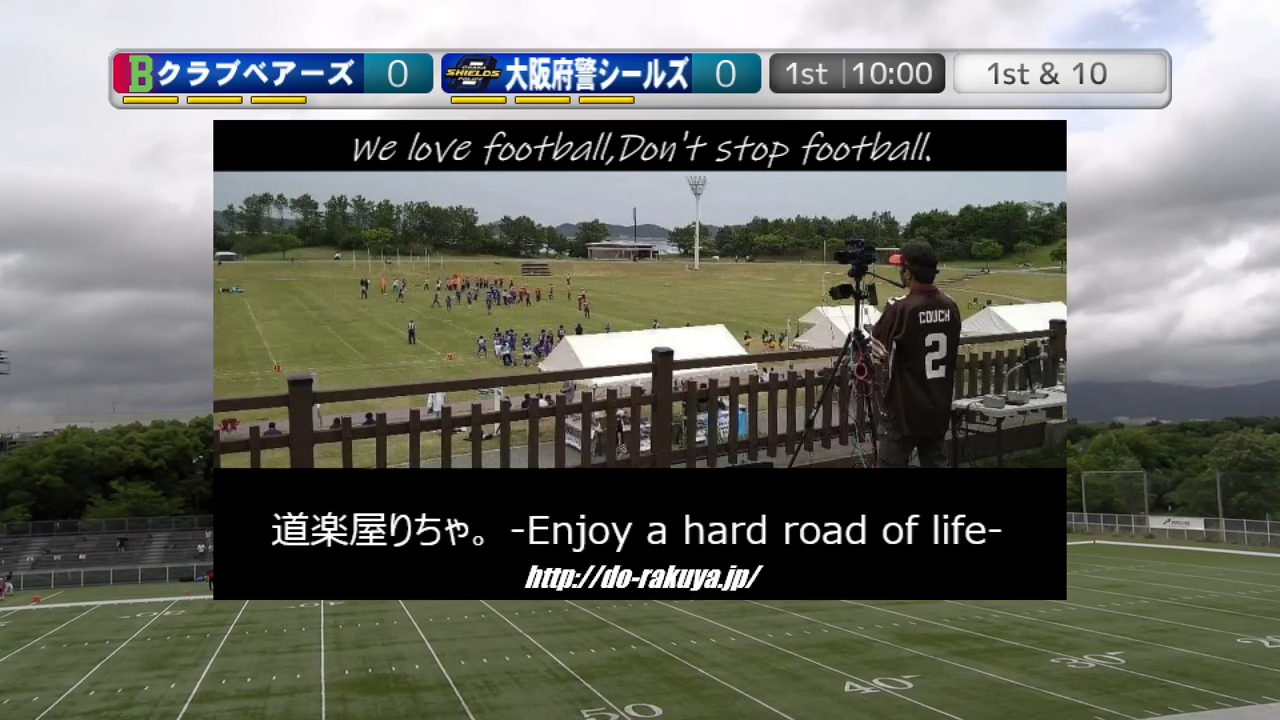 B クラブベアーズ 0 OSAKA SHIELDS POLICE 大阪府警シールズ 0 1st 10:00 1st & 10
We love football,Don't stop football.
COUCH
2
道楽屋りちゃ。 -Enjoy a hard road of life-
http://do-rakuya.jp/
50 40 30 20